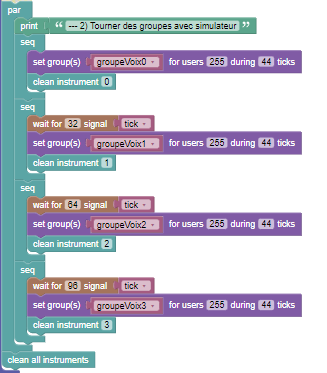 par
print “ --- 2) Tourner des groupes avec simulateur ”
seq
set group(s) groupeVoix0 for users 255 during 44 ticks
clean instrument 0
seq
wait for 32 signal tick
set group(s) groupeVoix1 for users 255 during 44 ticks
clean instrument 1
seq
wait for 64 signal tick
set group(s) groupeVoix2 for users 255 during 44 ticks
clean instrument 2
seq
wait for 96 signal tick
set group(s) groupeVoix3 for users 255 during 44 ticks
clean instrument 3
clean all instruments